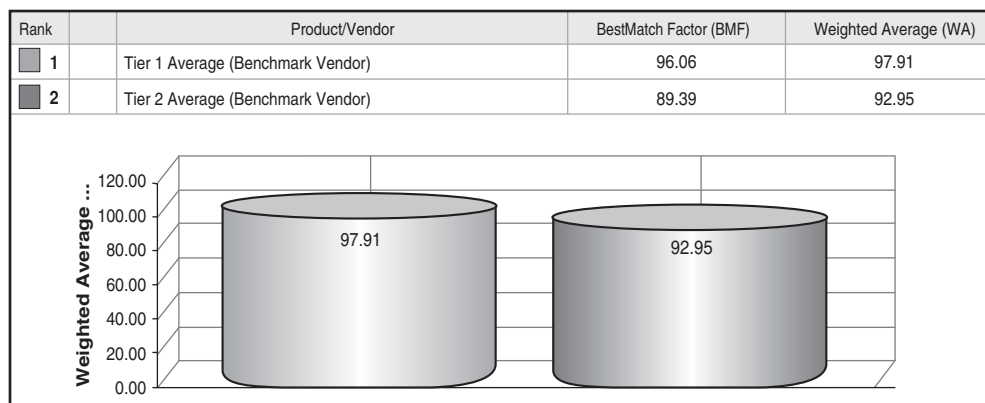 Rank Product/Vendor BestMatch Factor (BMF) Weighted Average (WA)
1 Tier 1 Average (Benchmark Vendor) 96.06 97.91
2 Tier 2 Average (Benchmark Vendor) 89.39 92.95
Weighted Average ...
120.00
100.00
80.00
60.00
40.00
20.00
0.00
97.91
92.95